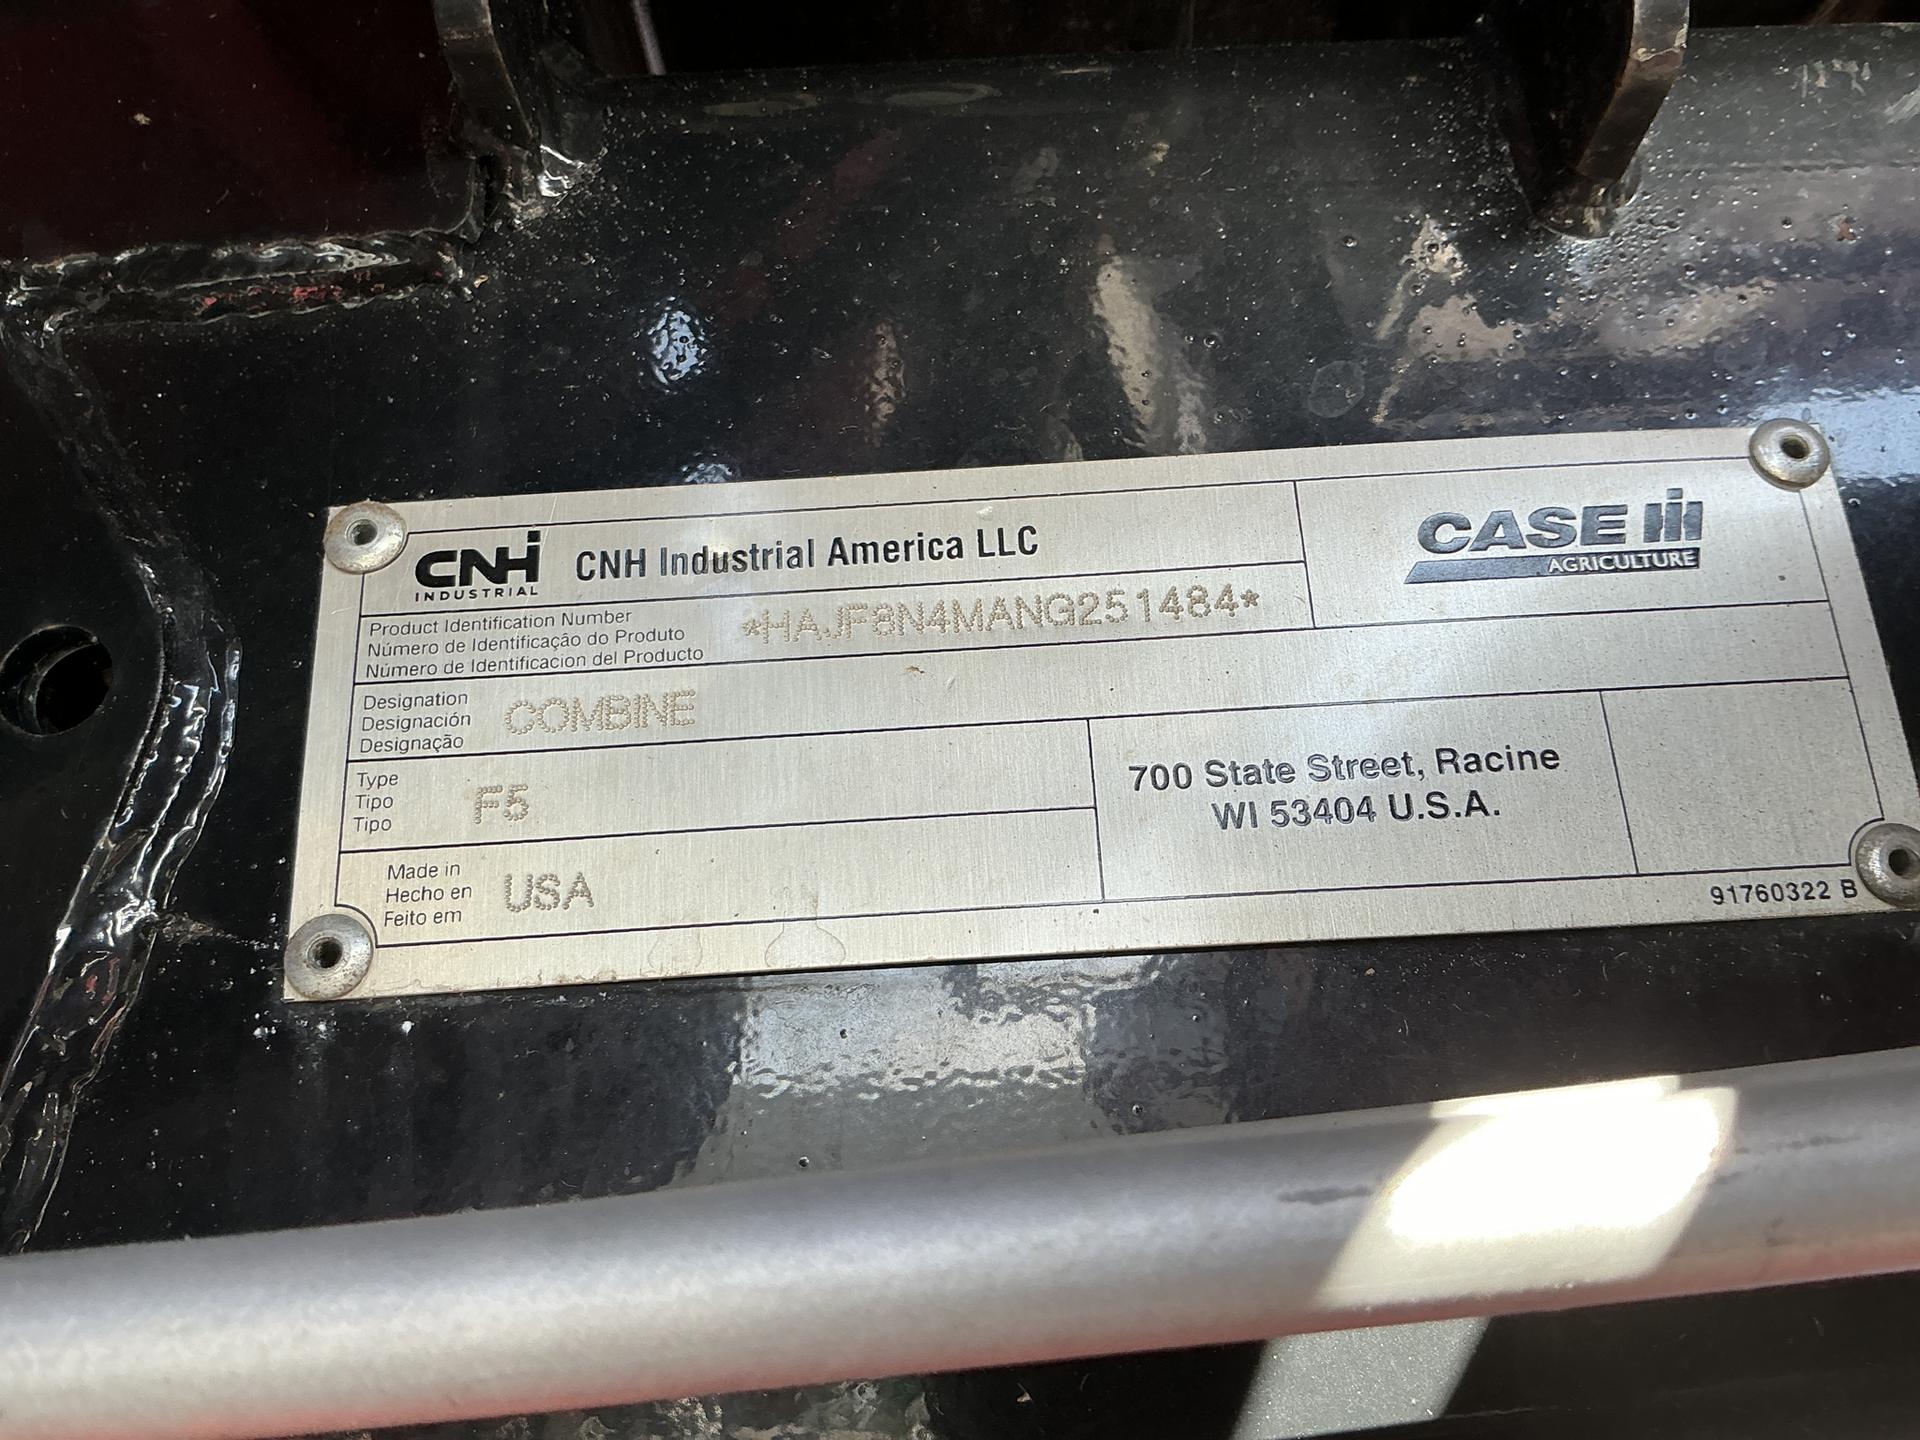 CNH
INDUSTRIAL
CNH Industrial America LLC
CASE IH
AGRICULTURE
Product Identification Number
Número de Identificação do Produto
Número de Identificacion del Producto
*HAJF8N4MANG251484*
Designation
Designación
Designação
COMBINE
Type
Tipo
Tipo
F5
700 State Street, Racine
WI 53404 U.S.A.
Made in
Hecho en
Feito em
USA
91760322 B